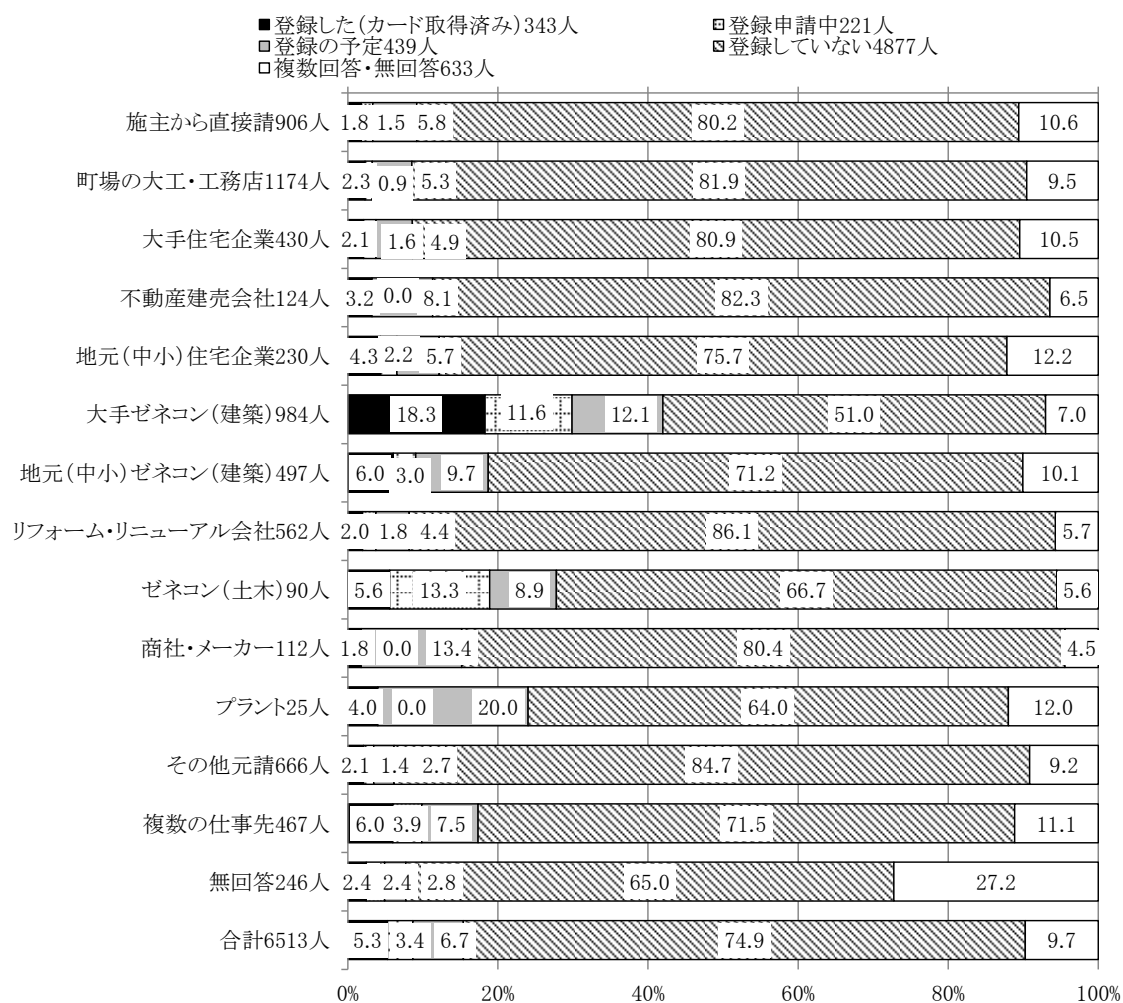 ■登録した(カード取得済み)343人 登録申請中221人
登録の予定439人 登録していない4877人
複数回答・無回答633人
施主から直接請906人 1.8 1.5 5.8 80.2 10.6
町場の大工・工務店1174人 2.3 0.9 5.3 81.9 9.5
大手住宅企業430人 2.1 1.6 4.9 80.9 10.5
不動産建売会社124人 3.2 0.0 8.1 82.3 6.5
地元(中小)住宅企業230人 4.3 2.2 5.7 75.7 12.2
大手ゼネコン(建築)984人 18.3 11.6 12.1 51.0 7.0
地元(中小)ゼネコン(建築)497人 6.0 3.0 9.7 71.2 10.1
リフォーム・リニューアル会社562人 2.0 1.8 4.4 86.1 5.7
ゼネコン(土木)90人 5.6 13.3 8.9 66.7 5.6
商社・メーカー112人 1.8 0.0 13.4 80.4 4.5
プラント25人 4.0 0.0 20.0 64.0 12.0
その他元請666人 2.1 1.4 2.7 84.7 9.2
複数の仕事先467人 6.0 3.9 7.5 71.5 11.1
無回答246人 2.4 2.4 2.8 65.0 27.2
合計6513人 5.3 3.4 6.7 74.9 9.7
0% 20% 40% 60% 80% 100%